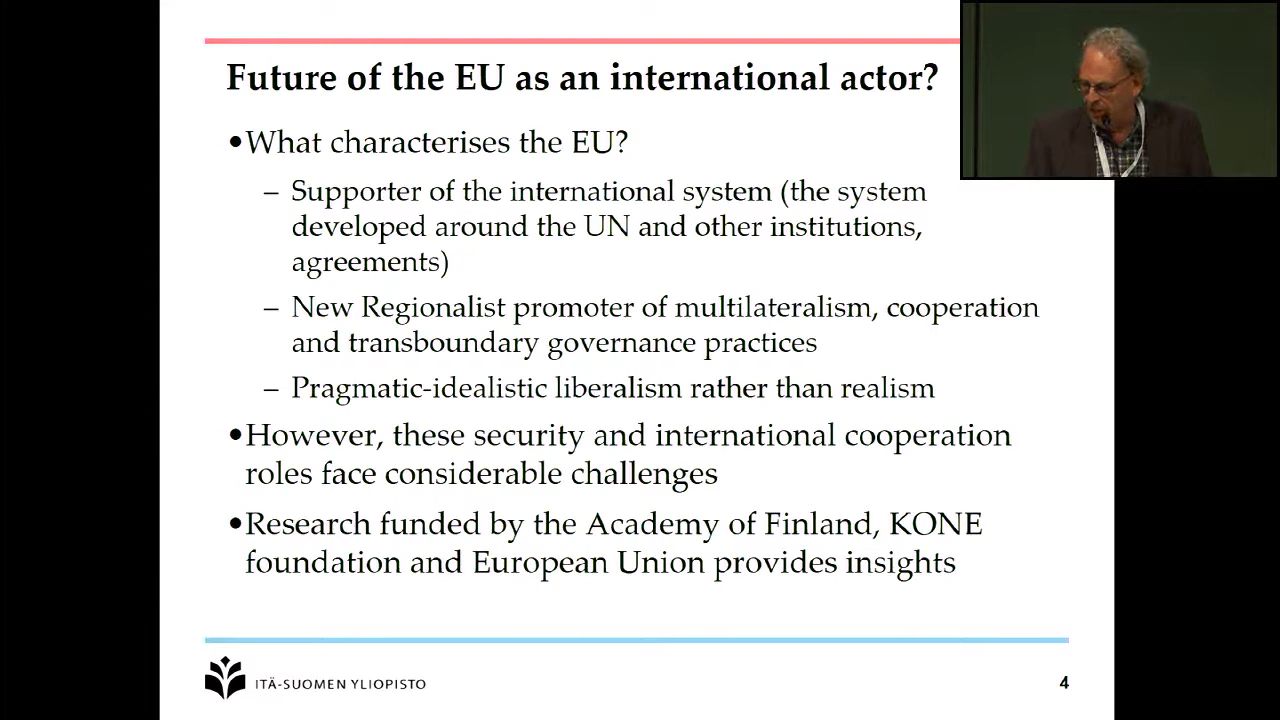 Future of the EU as an international actor?
•What characterises the EU?
– Supporter of the international system (the system
developed around the UN and other institutions,
agreements)
– New Regionalist promoter of multilateralism, cooperation
and transboundary governance practices
– Pragmatic-idealistic liberalism rather than realism
•However, these security and international cooperation
roles face considerable challenges
•Research funded by the Academy of Finland, KONE
foundation and European Union provides insights
ITÄ-SUOMEN YLIOPISTO
4